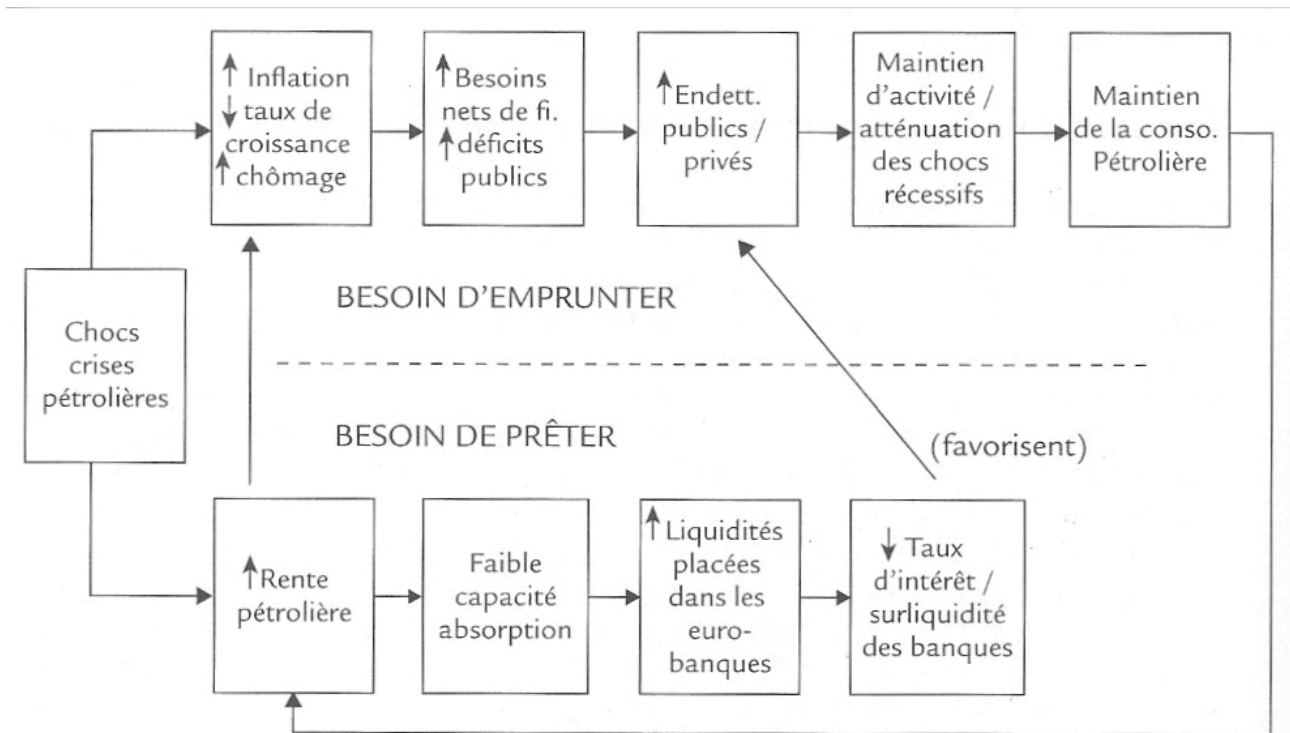 ↑ Inflation
↓ taux de
croissance
↑ chômage
↑ Besoins
nets de fi.
↑ déficits
publics
↑ Endett.
publics /
privés
Maintien
d'activité /
atténuation
des chocs
récessifs
Maintien
de la conso.
Pétrolière
BESOIN D'EMPRUNTER
Chocs
crises
pétrolières
BESOIN DE PRÊTER
(favorisent)
↑ Rente
pétrolière
Faible
capacité
absorption
↑ Liquidités
placées
dans les
euro-
banques
↓ Taux
d'intérêt /
surliquidité
des banques